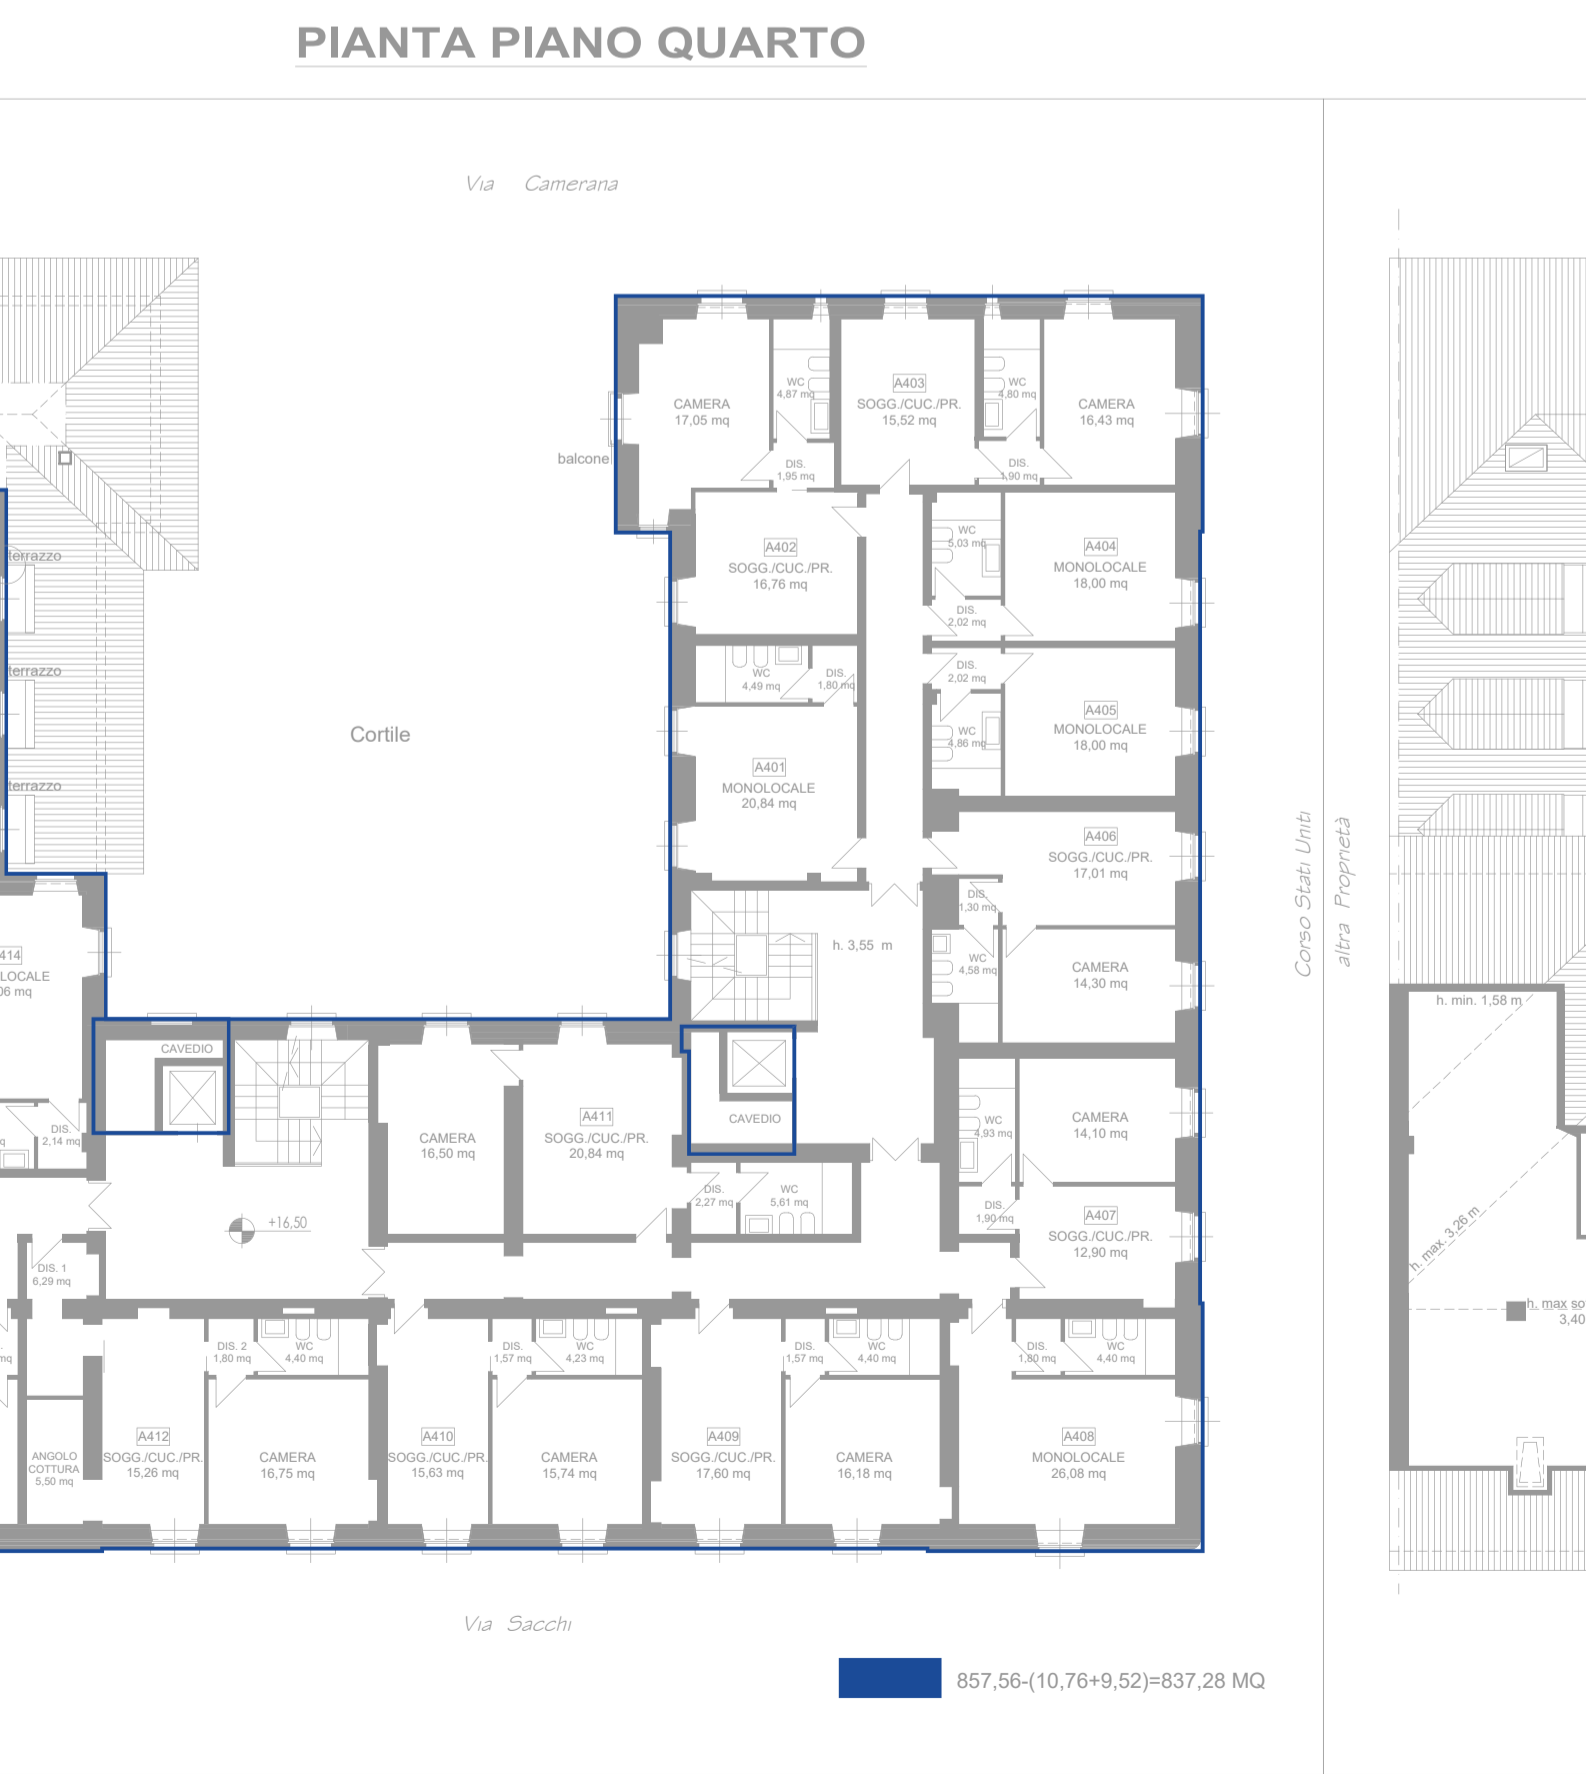 PIANTA PIANO QUARTO
Via Camerana
balcone
CAMERA
17,05 mq
WC
4,87 mq
DIS.
1,95 mq
A403
SOGG./CUC./PR.
15,52 mq
WC
4,80 mq
DIS.
1,90 mq
CAMERA
16,43 mq
A402
SOGG./CUC./PR.
16,76 mq
WC
5,03 mq
DIS.
2,02 mq
A404
MONOLOCALE
18,00 mq
terrazzo
terrazzo
terrazzo
Cortile
WC
4,49 mq
DIS.
1,80 mq
DIS.
2,02 mq
WC
4,86 mq
A405
MONOLOCALE
18,00 mq
A401
MONOLOCALE
20,84 mq
A406
SOGG./CUC./PR.
17,01 mq
DIS.
1,30 mq
WC
4,58 mq
CAMERA
14,30 mq
h. 3,55 m
Corso Stati Uniti
altra Proprietà
414
LOCALE
06 mq
DIS.
2,14 mq
q
CAVEDIO
CAMERA
16,50 mq
A411
SOGG./CUC./PR.
20,84 mq
CAVEDIO
DIS.
2,27 mq
WC
5,61 mq
WC
4,93 mq
CAMERA
14,10 mq
DIS.
1,90 mq
A407
SOGG./CUC./PR.
12,90 mq
+16,50
h. min. 1,58 m
h. max. 3,26 m
h. max so
3,40
DIS. 1
6,29 mq
mq
DIS. 2
1,80 mq
WC
4,40 mq
DIS.
1,57 mq
WC
4,23 mq
DIS.
1,57 mq
WC
4,40 mq
DIS.
1,80 mq
WC
4,40 mq
ANGOLO
COTTURA
5,50 mq
A412
SOGG./CUC./PR.
15,26 mq
CAMERA
16,75 mq
A410
SOGG./CUC./PR.
15,63 mq
CAMERA
15,74 mq
A409
SOGG./CUC./PR.
17,60 mq
CAMERA
16,18 mq
A408
MONOLOCALE
26,08 mq
Via Sacchi
857,56-(10,76+9,52)=837,28 MQ